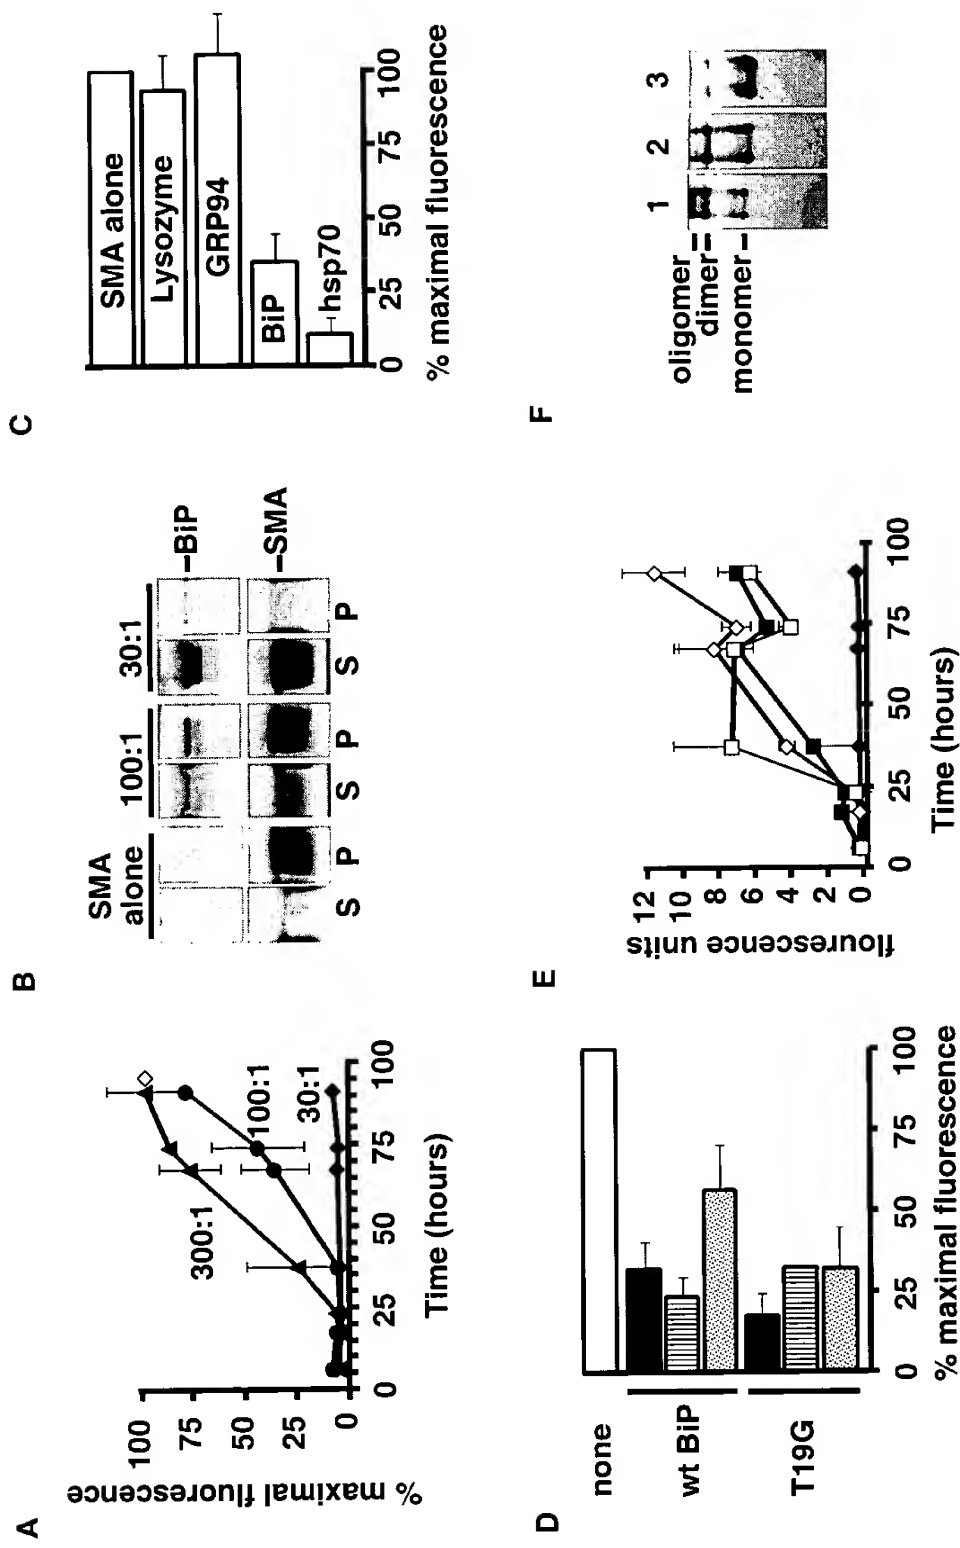 A
% maximal fluorescence
100
75
50
25
0
300:1
100:1
30:1
0
25
50
75
100
Time (hours)
B
SMA alone
100:1
30:1
BiP
SMA
S
P
S
P
S
P
C
SMA alone
Lysozyme
GRP94
BiP
hsp70
0
25
50
75
100
% maximal fluorescence
D
none
wt BiP
T19G
0
25
50
75
100
% maximal fluorescence
E
flourescence units
12
10
8
6
4
2
0
0
25
50
75
100
Time (hours)
F
1
2
3
oligomer
dimer
monomer